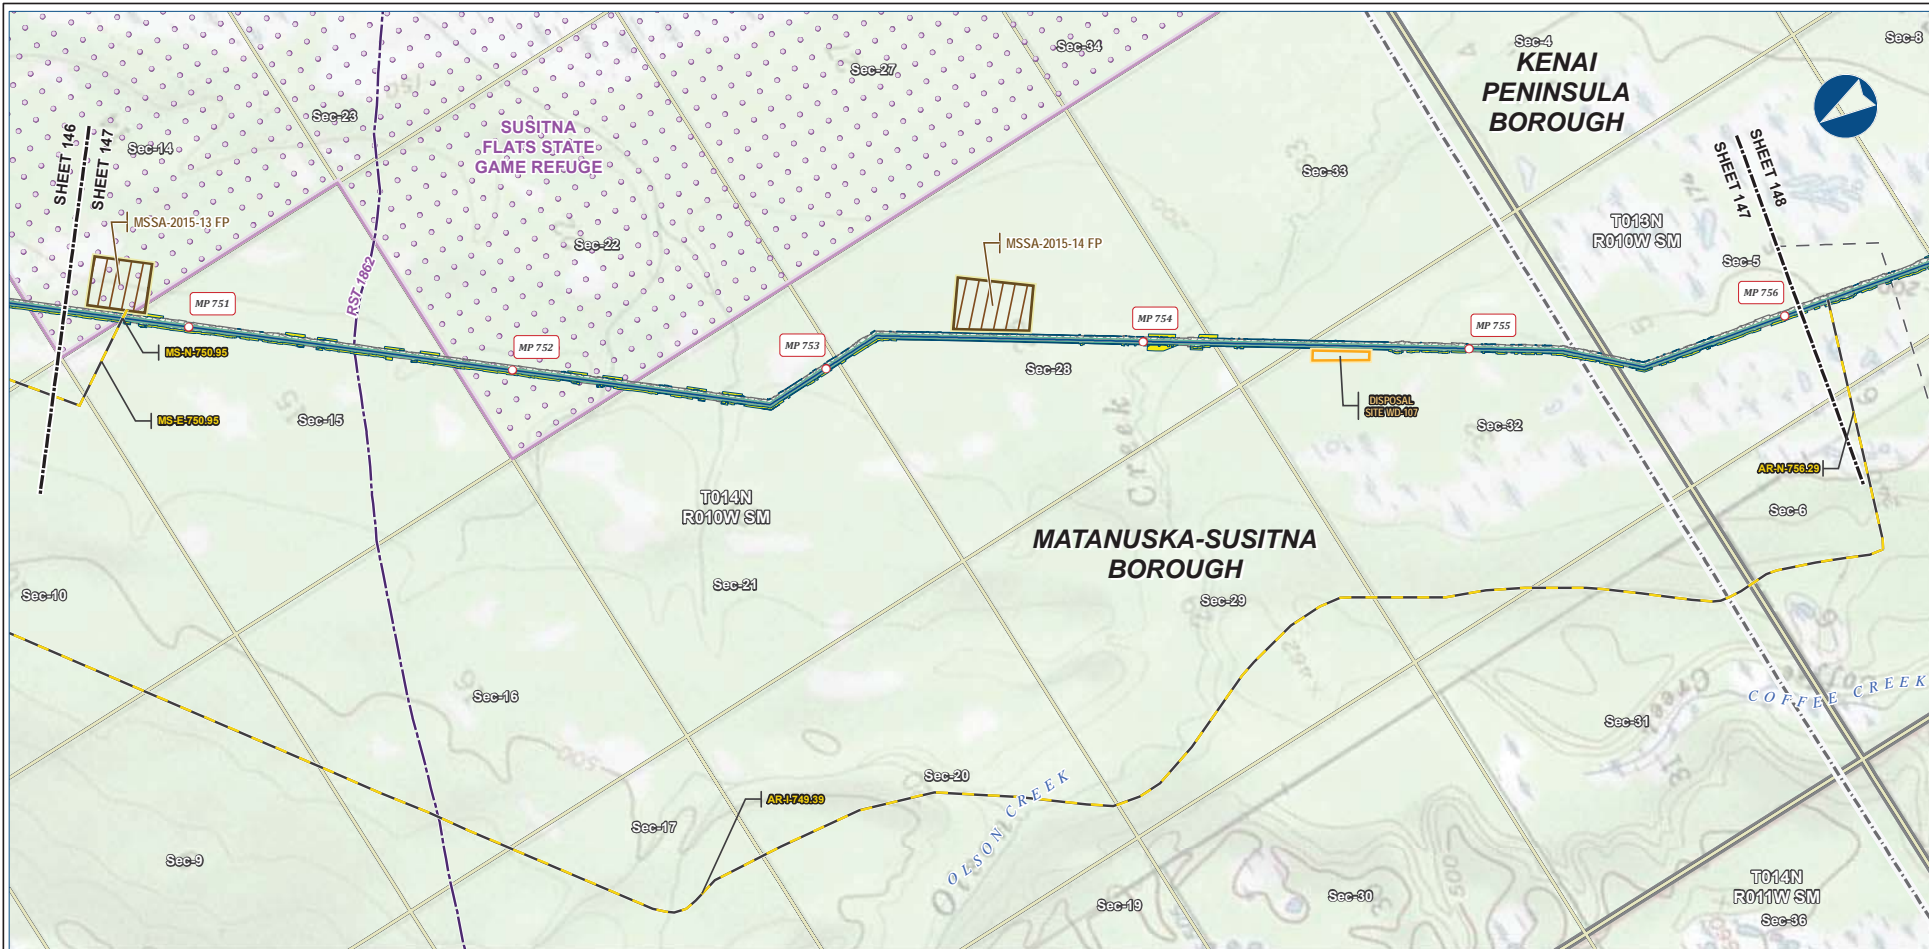 Sec-4
Sec-8
Sec-34
KENAI
PENINSULA
BOROUGH
Sec-27
Sec-23
SUSITNA
FLATS STATE
GAME REFUGE
Sec-14
SHEET 146
SHEET 147
SHEET 148
SHEET 147
Sec-33
MSSA-2015-13 FP
T013N
R010W SM
Sec-22
MSSA-2015-14 FP
Sec-5
RST 1862
MP 751
MP 752
MP 753
MP 754
MP 755
MP 756
MS-N-750.95
Sec-28
DISPOSAL
SITE WD-107
MS-E-750.95
Sec-15
Sec-32
Creek
AR-N-756.29
T014N
R010W SM
Sec-6
MATANUSKA-SUSITNA
BOROUGH
Sec-10
Sec-21
Sec-29
Sec-16
COFFEE CREEK
Sec-31
Sec-20
AR-I-749.39
OLSON CREEK
Sec-17
Sec-9
T014N
R011W SM
Sec-19
Sec-30
Sec-36
200
500
31